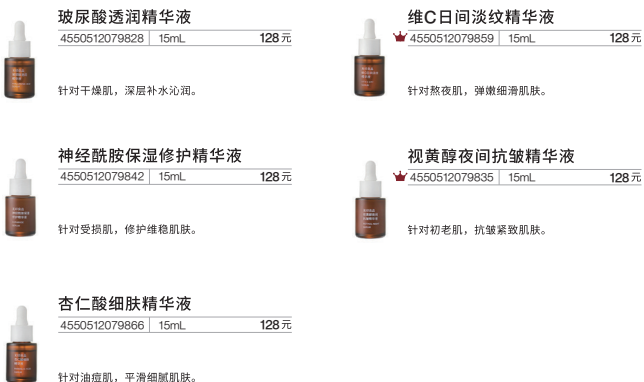 玻尿酸透润精华液
4550512079828 15mL 128元
针对干燥肌，深层补水沁润。
维C日间淡纹精华液
4550512079859 15mL 128元
针对熬夜肌，弹嫩细滑肌肤。
神经酰胺保湿修护精华液
4550512079842 15mL 128元
针对受损肌，修护维稳肌肤。
视黄醇夜间抗皱精华液
4550512079835 15mL 128元
针对初老肌，抗皱紧致肌肤。
杏仁酸细肤精华液
4550512079866 15mL 128元
针对油痘肌，平滑细腻肌肤。